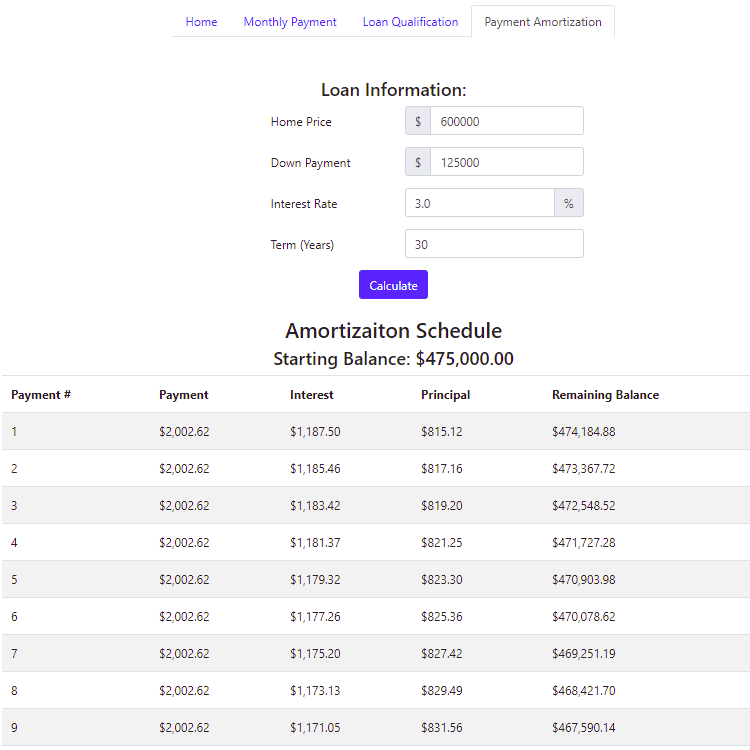 Home Monthly Payment Loan Qualification Payment Amortization
Loan Information:
Home Price $ 600000
Down Payment $ 125000
Interest Rate 3.0 %
Term (Years) 30
Calculate
Amortizaiton Schedule
Starting Balance: $475,000.00
Payment # Payment Interest Principal Remaining Balance
1 $2,002.62 $1,187.50 $815.12 $474,184.88
2 $2,002.62 $1,185.46 $817.16 $473,367.72
3 $2,002.62 $1,183.42 $819.20 $472,548.52
4 $2,002.62 $1,181.37 $821.25 $471,727.28
5 $2,002.62 $1,179.32 $823.30 $470,903.98
6 $2,002.62 $1,177.26 $825.36 $470,078.62
7 $2,002.62 $1,175.20 $827.42 $469,251.19
8 $2,002.62 $1,173.13 $829.49 $468,421.70
9 $2,002.62 $1,171.05 $831.56 $467,590.14